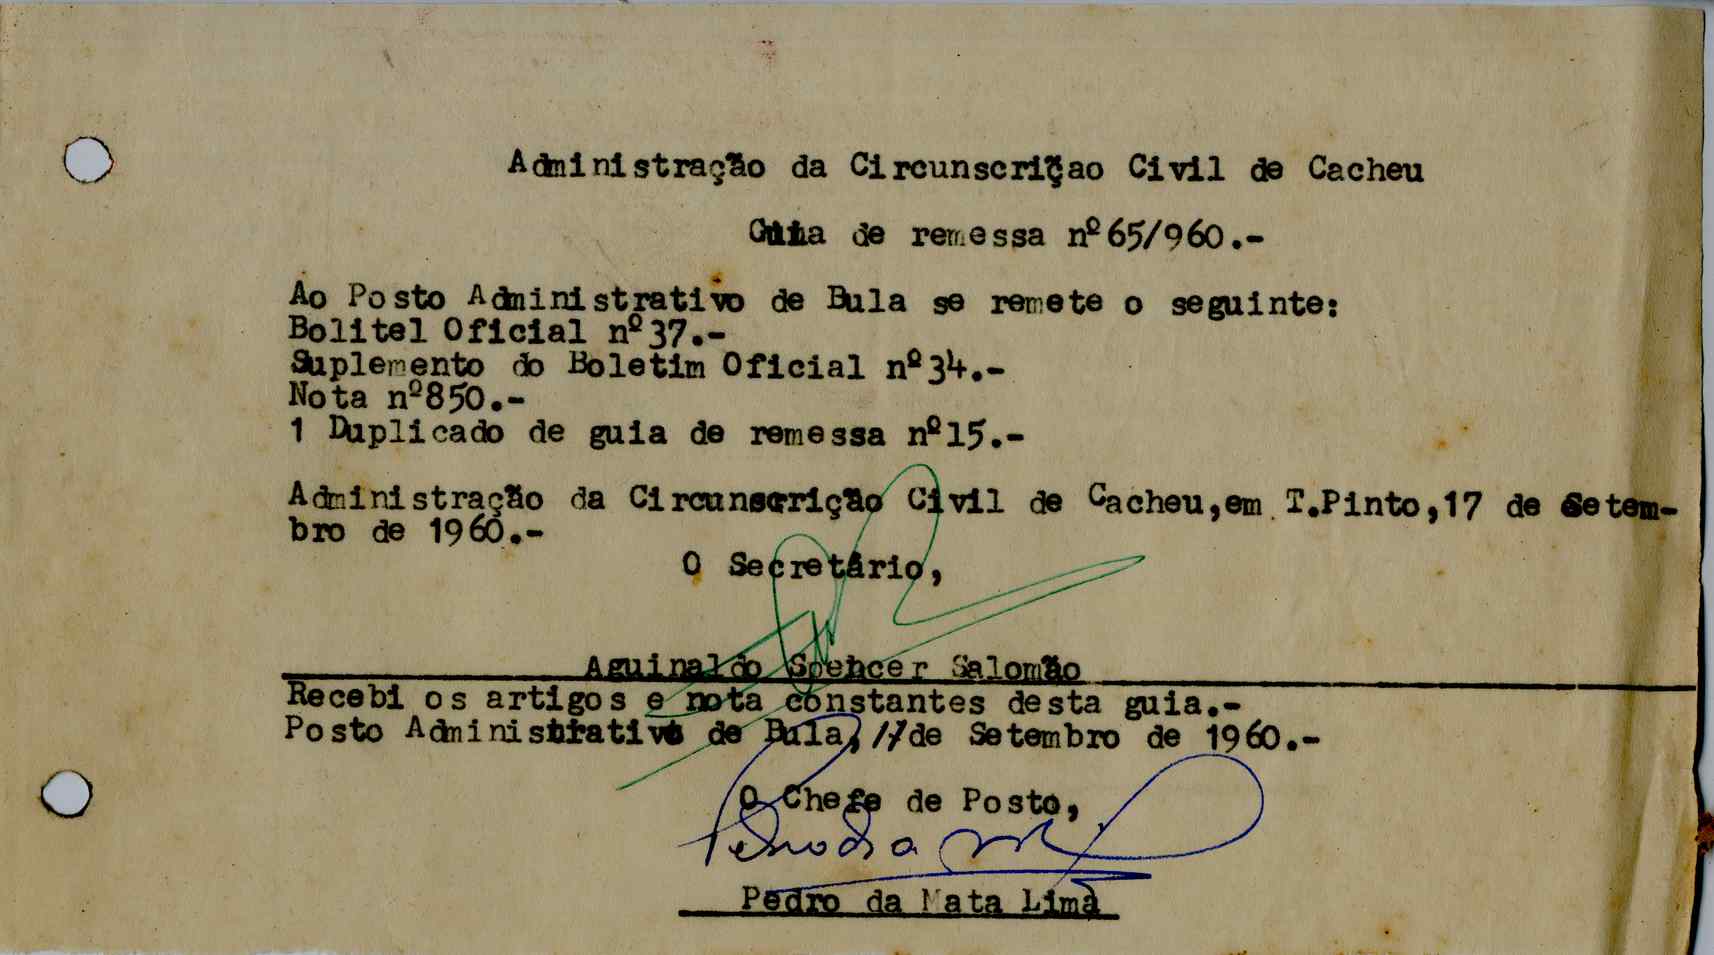 Administração da Circunscriçao Civil de Cacheu
Guia de remessa nº65/960.-
Ao Posto Administrativo de Bula se remete o seguinte:
Bolitel Oficial nº37.-
Suplemento do Boletim Oficial nº34.-
Nota nº850.-
1 Duplicado de guia de remessa nº15.-
Administração da Circunscrição Civil de Cacheu,em T.Pinto,17 de Setem-
bro de 1960.-
O Secretário,
Aguinaldo Spencer Salomão
Recebi os artigos e nota constantes desta guia.-
Posto Administrativo de Bula, 17 de Setembro de 1960.-
O Chefe de Posto,
Pedro da Mata Lima